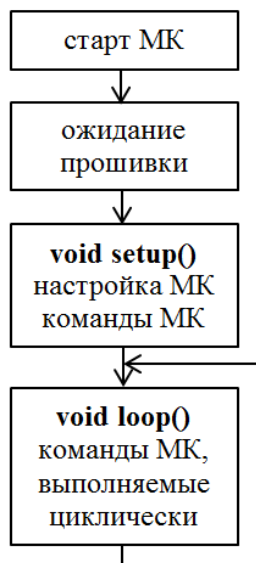 старт МК
ожидание
прошивки
void setup()
настройка МК
команды МК
void loop()
команды МК,
выполняемые
циклически